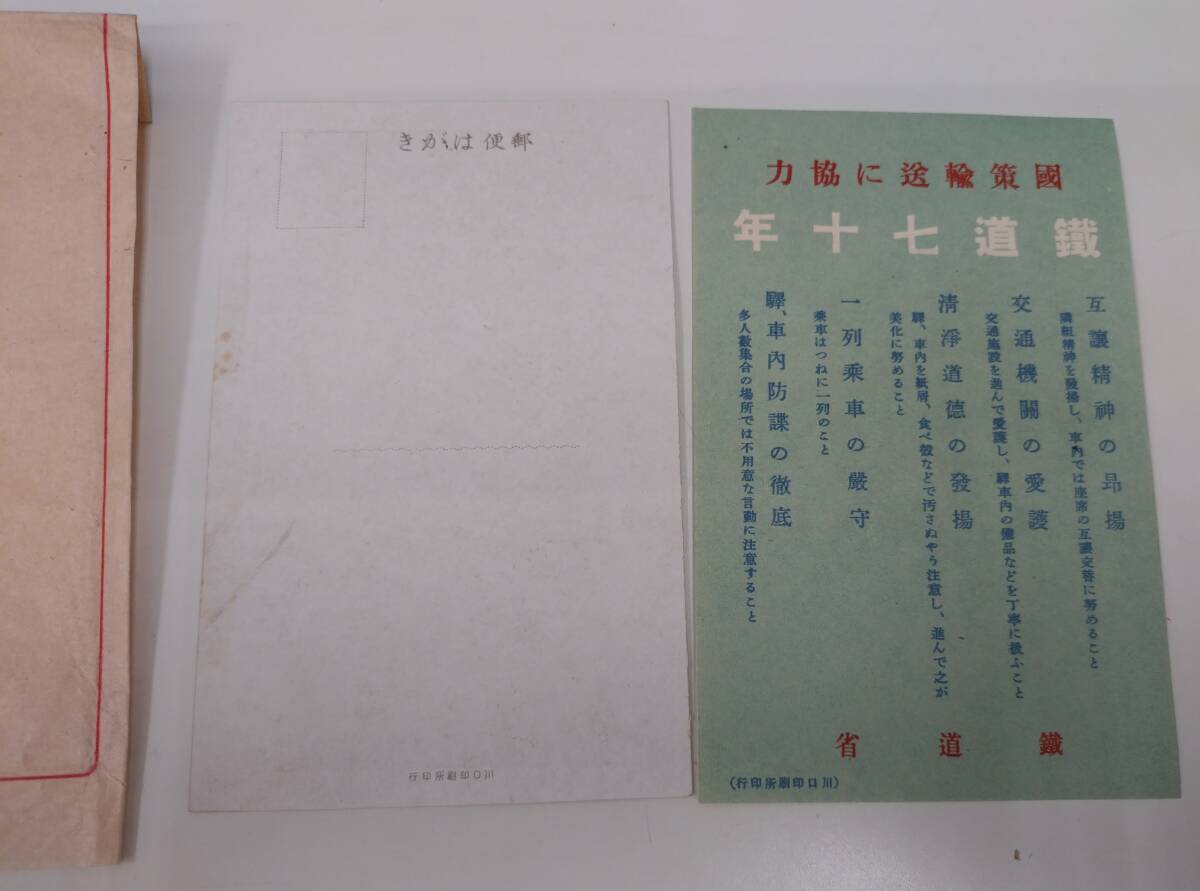 郵便はがき
川口印刷所印行
國策輸送に協力
鐵道七十年
互讓精神の昂揚
隣組精神を發揚し、車内では座席の互讓交替に努めること
交通機關の愛護
交通施設を進んで愛護し、驛車内の備品などを丁寧に扱ふこと
清淨道德の發揚
驛、車内を紙屑、食べ殻などで汚さぬやう注意し、進んで之が
美化に努めること
一列乘車の嚴守
乘車はつねに一列のこと
驛、車内防諜の徹底
多人數集合の場所では不用意な言動に注意すること
鐵道省
（川口印刷所印行）